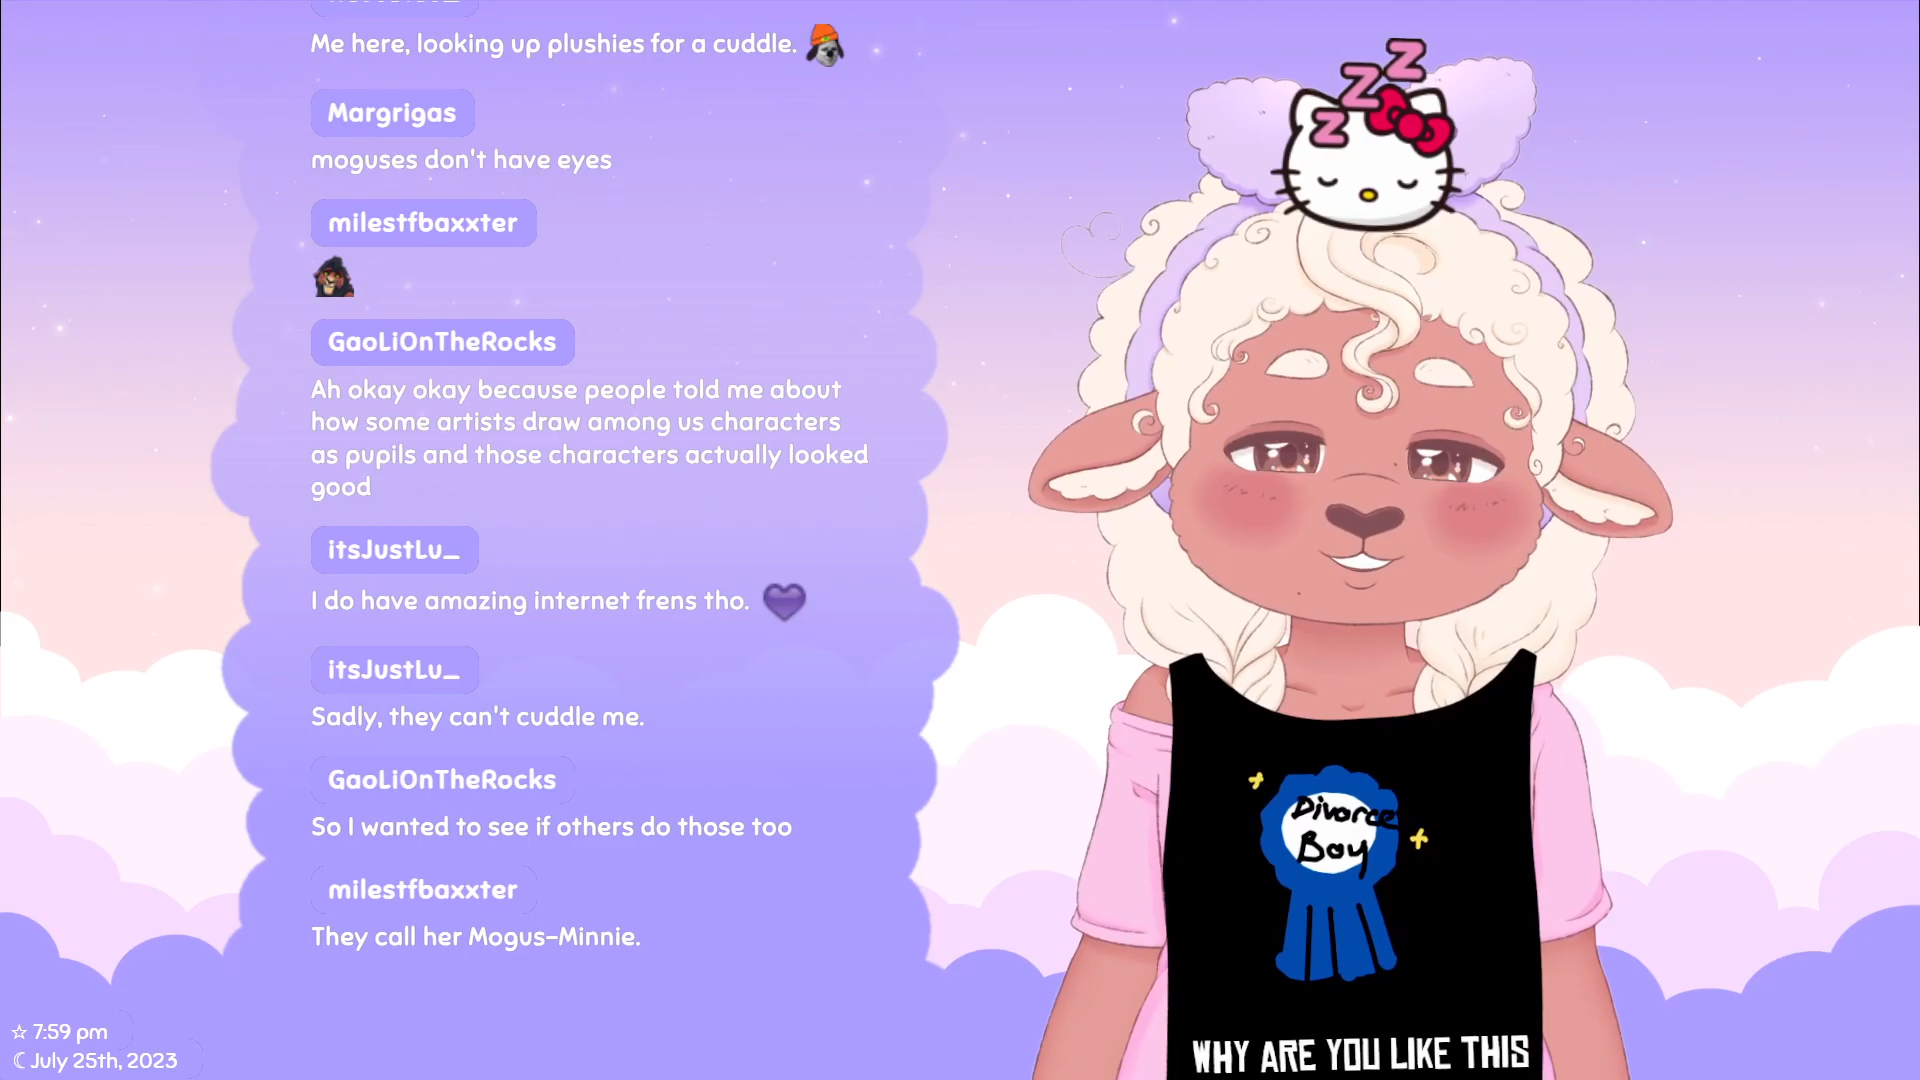 Me here, looking up plushies for a cuddle.
Margrigas
moguses don't have eyes
milestfbaxxter
GaoLiOnTheRocks
Ah okay okay because people told me about
how some artists draw among us characters
as pupils and those characters actually looked
good
itsJustLu_
I do have amazing internet frens tho.
itsJustLu_
Sadly, they can't cuddle me.
GaoLiOnTheRocks
So I wanted to see if others do those too
milestfbaxxter
They call her Mogus-Minnie.
☆ 7:59 pm
☾ July 25th, 2023
Z
Z
Z
Divorce
Boy
WHY ARE YOU LIKE THIS